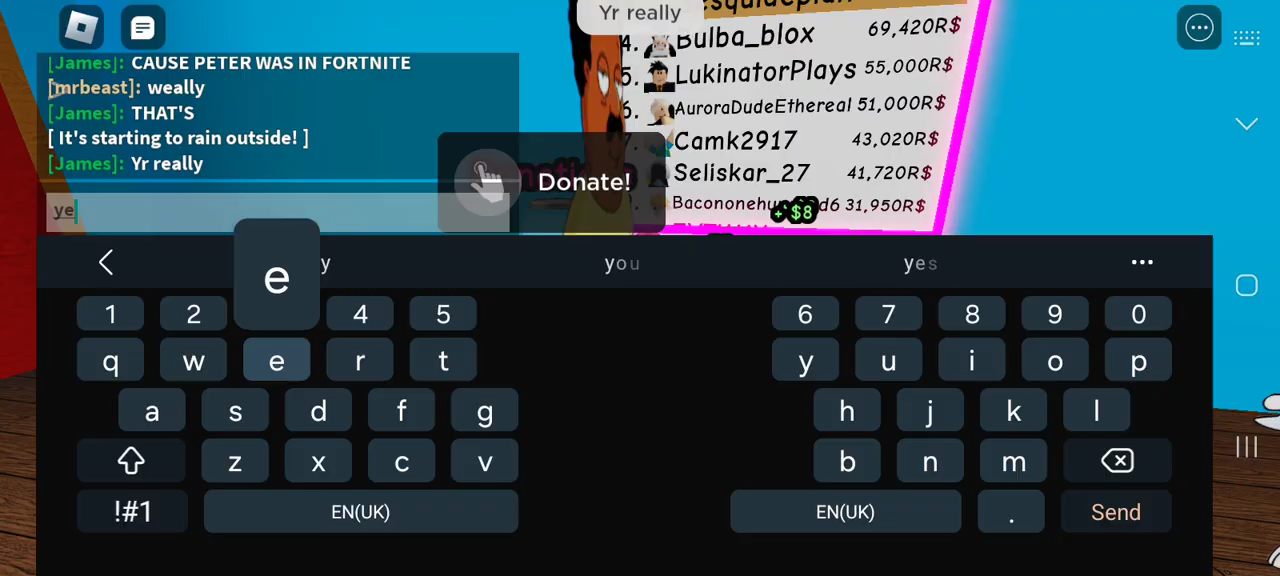 Yr really
esquideplan
4. Bulba_blox 69,420R$
5. LukinatorPlays 55,000R$
6. AuroraDudeEthereal 51,000R$
Camk2917 43,020R$
Seliskar_27 41,720R$
31,950R$
+$8
[James]: CAUSE PETER WAS IN FORTNITE
[mrbeast]: weally
[James]: THAT'S
[ It's starting to rain outside! ]
[James]: Yr really
Donate!
ye
e
y you yes
1 2 4 5 6 7 8 9 0
q w e r t y u i o p
a s d f g h j k l
z x c v b n m
!#1 EN(UK) EN(UK) . Send